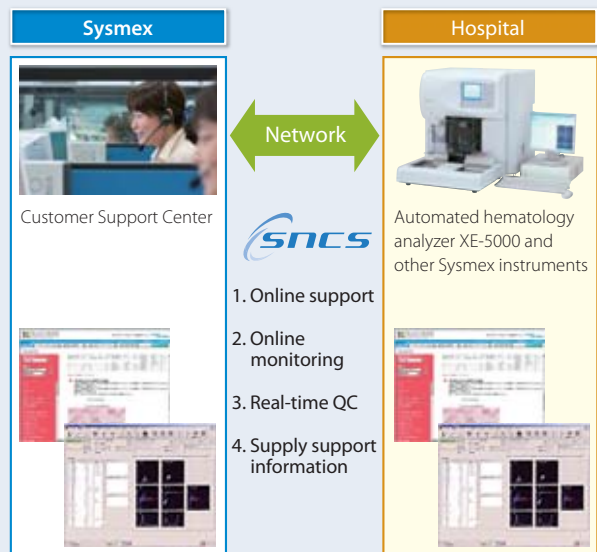 Sysmex
Hospital
Network
Customer Support Center
Automated hematology
analyzer XE-5000 and
other Sysmex instruments
sncs
1. Online support
2. Online
monitoring
3. Real-time QC
4. Supply support
information